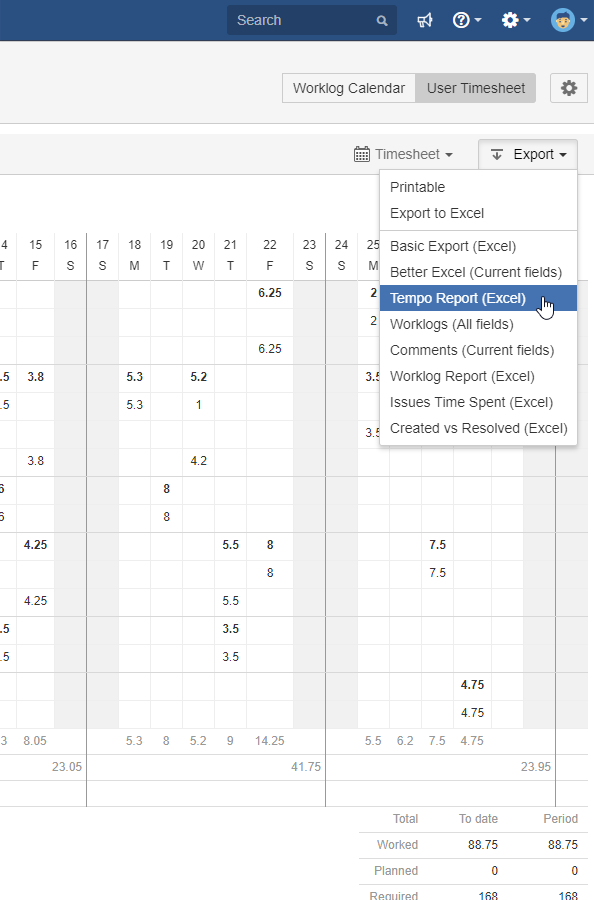 Search
Worklog Calendar User Timesheet
Timesheet Export
Printable
Export to Excel
Basic Export (Excel)
Better Excel (Current fields)
Tempo Report (Excel)
Worklogs (All fields)
Comments (Current fields)
Worklog Report (Excel)
Issues Time Spent (Excel)
Created vs Resolved (Excel)
4 15 16 17 18 19 20 21 22 23 24 25
T F S S M T W T F S S M
6.25 2
2
6.25
.5 3.8 5.3 5.2 3.5
.5 5.3 1
3.5
3.8 4.2
6 8
6 8
4.25 5.5 8 7.5
8 7.5
4.25 5.5
.5 3.5
.5 3.5
4.75
4.75
3 8.05 5.3 8 5.2 9 14.25 5.5 6.2 7.5 4.75
23.05 41.75 23.95
Total To date Period
Worked 88.75 88.75
Planned 0 0
Required 168 168